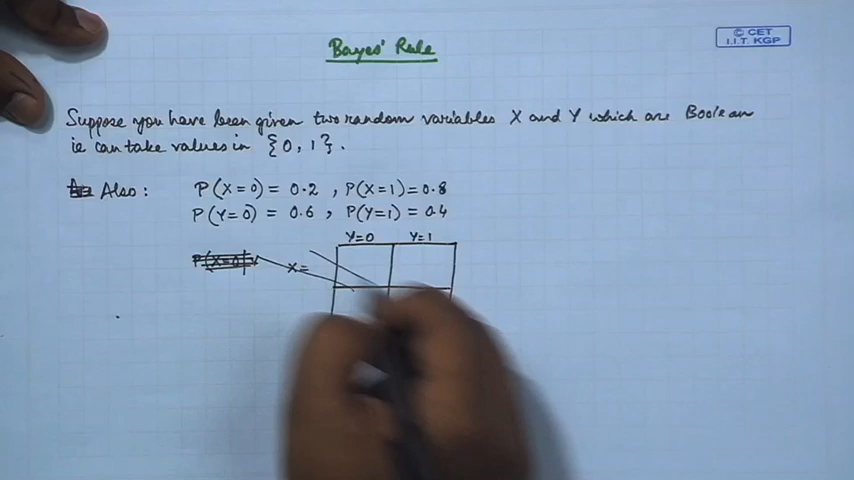 Bayes' Rule
© CET
I.I.T. KGP
Suppose you have been given two random variables X and Y which are Boolean
ie can take values in {0, 1}.
Also : P(X=0) = 0.2 , P(X=1) = 0.8
P(Y=0) = 0.6 , P(Y=1) = 0.4
Y=0 Y=1
X=